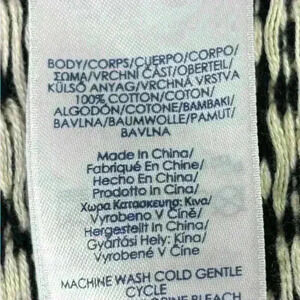 BODY/CORPS/CUERPO/CORPO/
ΣΩΜΑ/VRCHNÍ ČÁST/OBERTEIL/
KÜLSŐ ANYAG/VRCHNÁ VRSTVA
100% COTTON/COTON/
ALGODÓN/COTONE/BAMBAKI/
BAVLNA/BAUMWOLLE/PAMUT/
BAVLNA
Made In China/
Fabriqué En Chine/
Hecho En China/
Prodotto in Cina/
Χωρα Κατασκευησ: Κινα/
Vyrobeno V Číně/
Hergestellt in China/
Gyártási Hely: Kína/
Vyrobené V Číne
MACHINE WASH COLD GENTLE
CYCLE
CHLORINE BLEACH